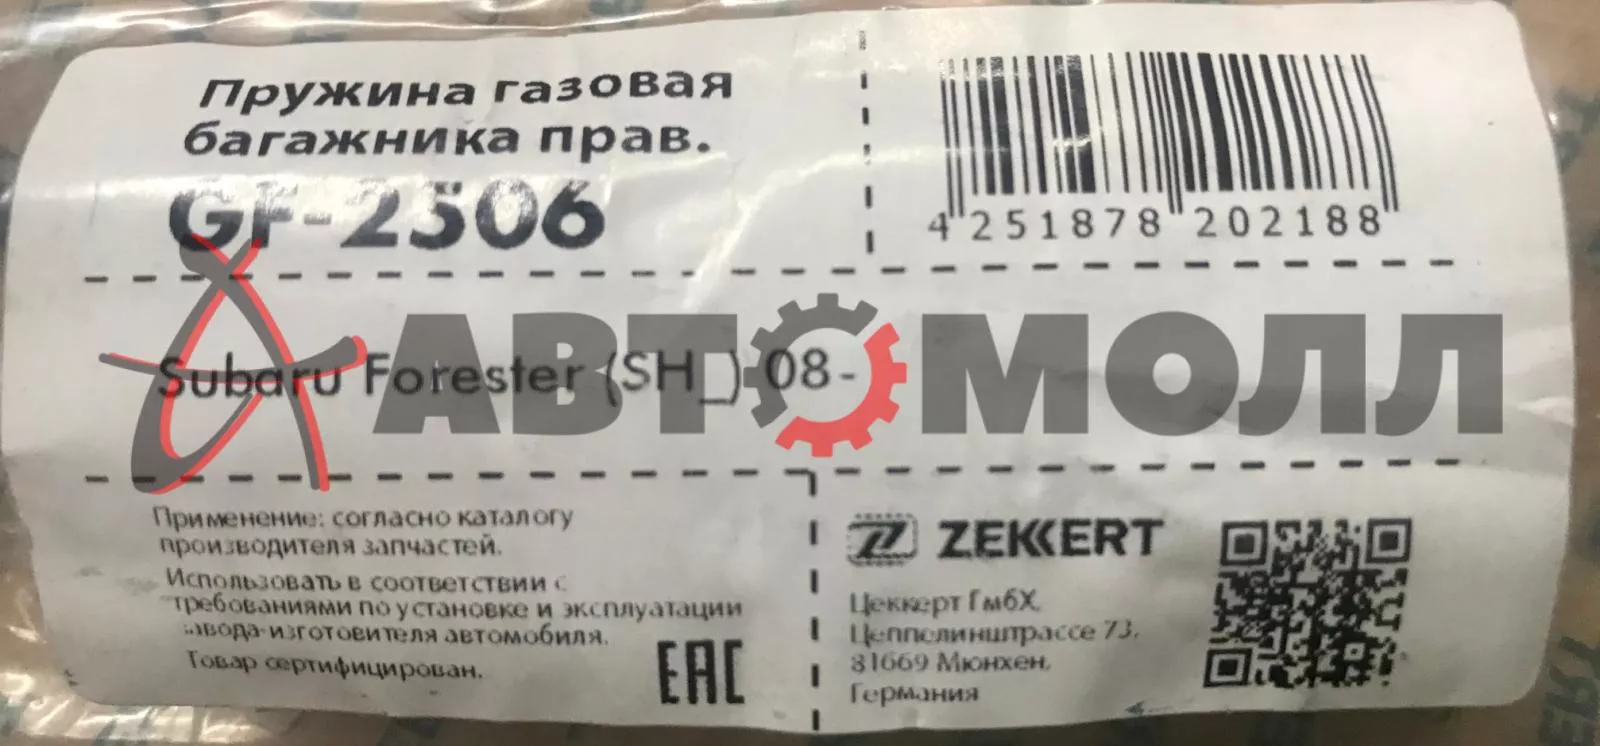 Пружина газовая
багажника прав.
GF-2506
4 251878 202188
Subaru Forester (SH_) 08-
АВТОМОЛЛ
Применение: согласно каталогу
производителя запчастей.
Использовать в соответствии с
требованиями по установке и эксплуатации
завода-изготовителя автомобиля.
Товар сертифицирован.
EAC
ZEKKERT
Цеккерт ГмбХ,
Цеппелинштрассе 73,
81669 Мюнхен,
Германия